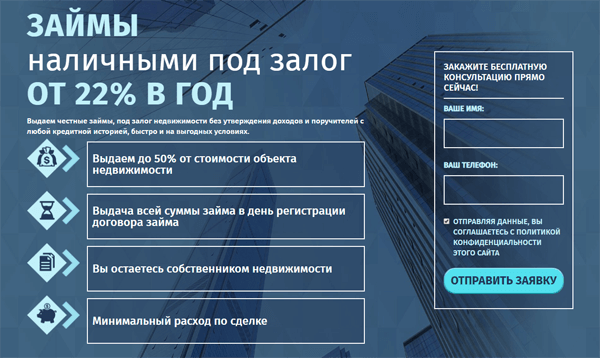 ЗАЙМЫ
наличными под залог
ОТ 22% В ГОД
Выдаем честные займы, под залог недвижимости без утверждения доходов и поручителей с
любой кредитной историей, быстро и на выгодных условиях.
Выдаем до 50% от стоимости объекта
недвижимости
Выдача всей суммы займа в день регистрации
договора займа
Вы остаетесь собственником недвижимости
Минимальный расход по сделке
ЗАКАЖИТЕ БЕСПЛАТНУЮ
КОНСУЛЬТАЦИЮ ПРЯМО
СЕЙЧАС!
ВАШЕ ИМЯ:
ВАШ ТЕЛЕФОН:
ОТПРАВЛЯЯ ДАННЫЕ, ВЫ
СОГЛАШАЕТЕСЬ С ПОЛИТИКОЙ
КОНФИДЕНЦИАЛЬНОСТИ
ЭТОГО САЙТА
ОТПРАВИТЬ ЗАЯВКУ